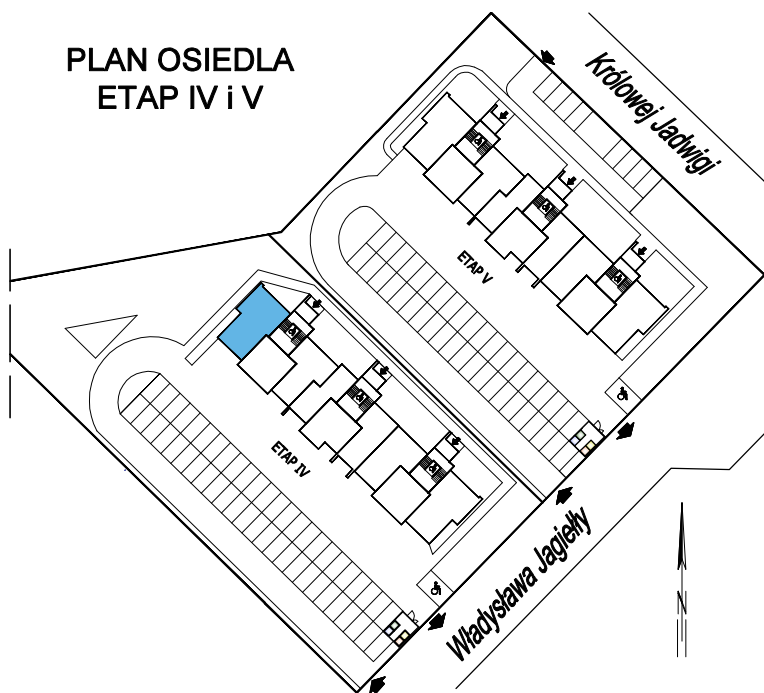 PLAN OSIEDLA
ETAP IV i V
Królowej Jadwigi
ETAP V
ETAP IV
Władysława Jagiełły
N